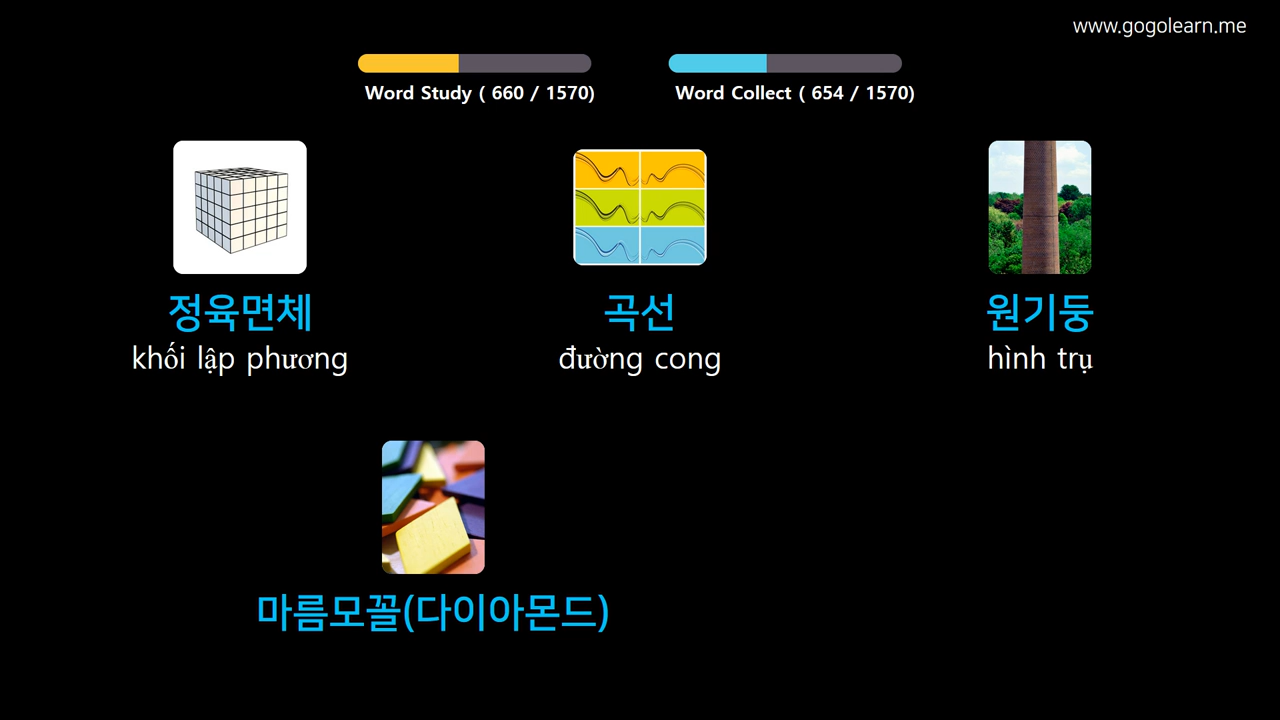 www.gogolearn.me
Word Study ( 660 / 1570)
Word Collect ( 654 / 1570)
정육면체
khối lập phương
곡선
đường cong
원기둥
hình trụ
마름모꼴(다이아몬드)